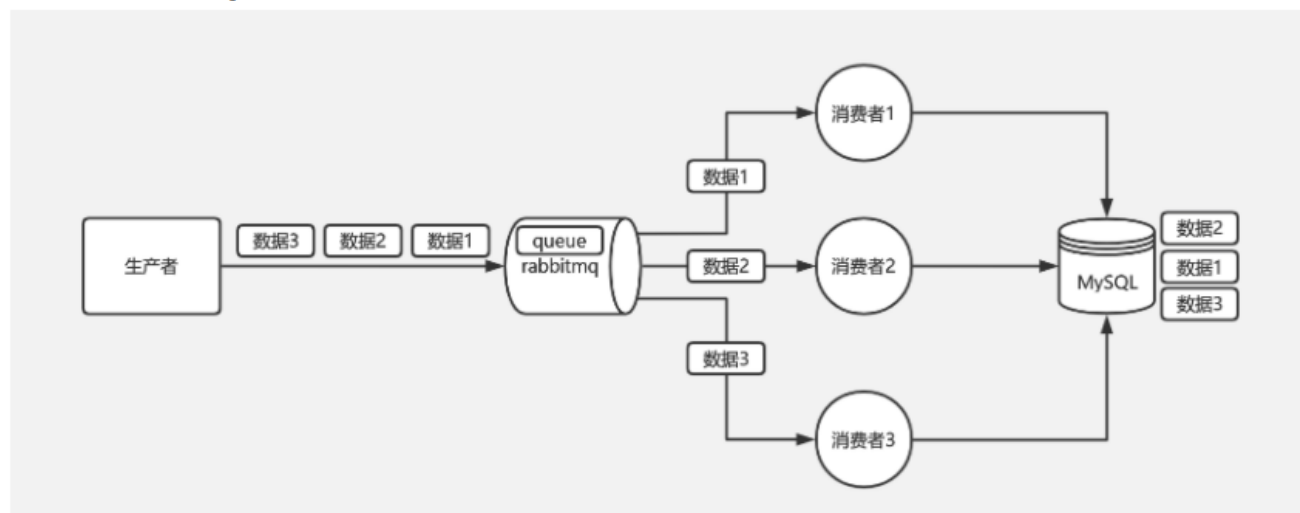 消费者1
数据1
生产者
数据3
数据2
数据1
queue
rabbitmq
数据2
消费者2
MySQL
数据2
数据1
数据3
数据3
消费者3